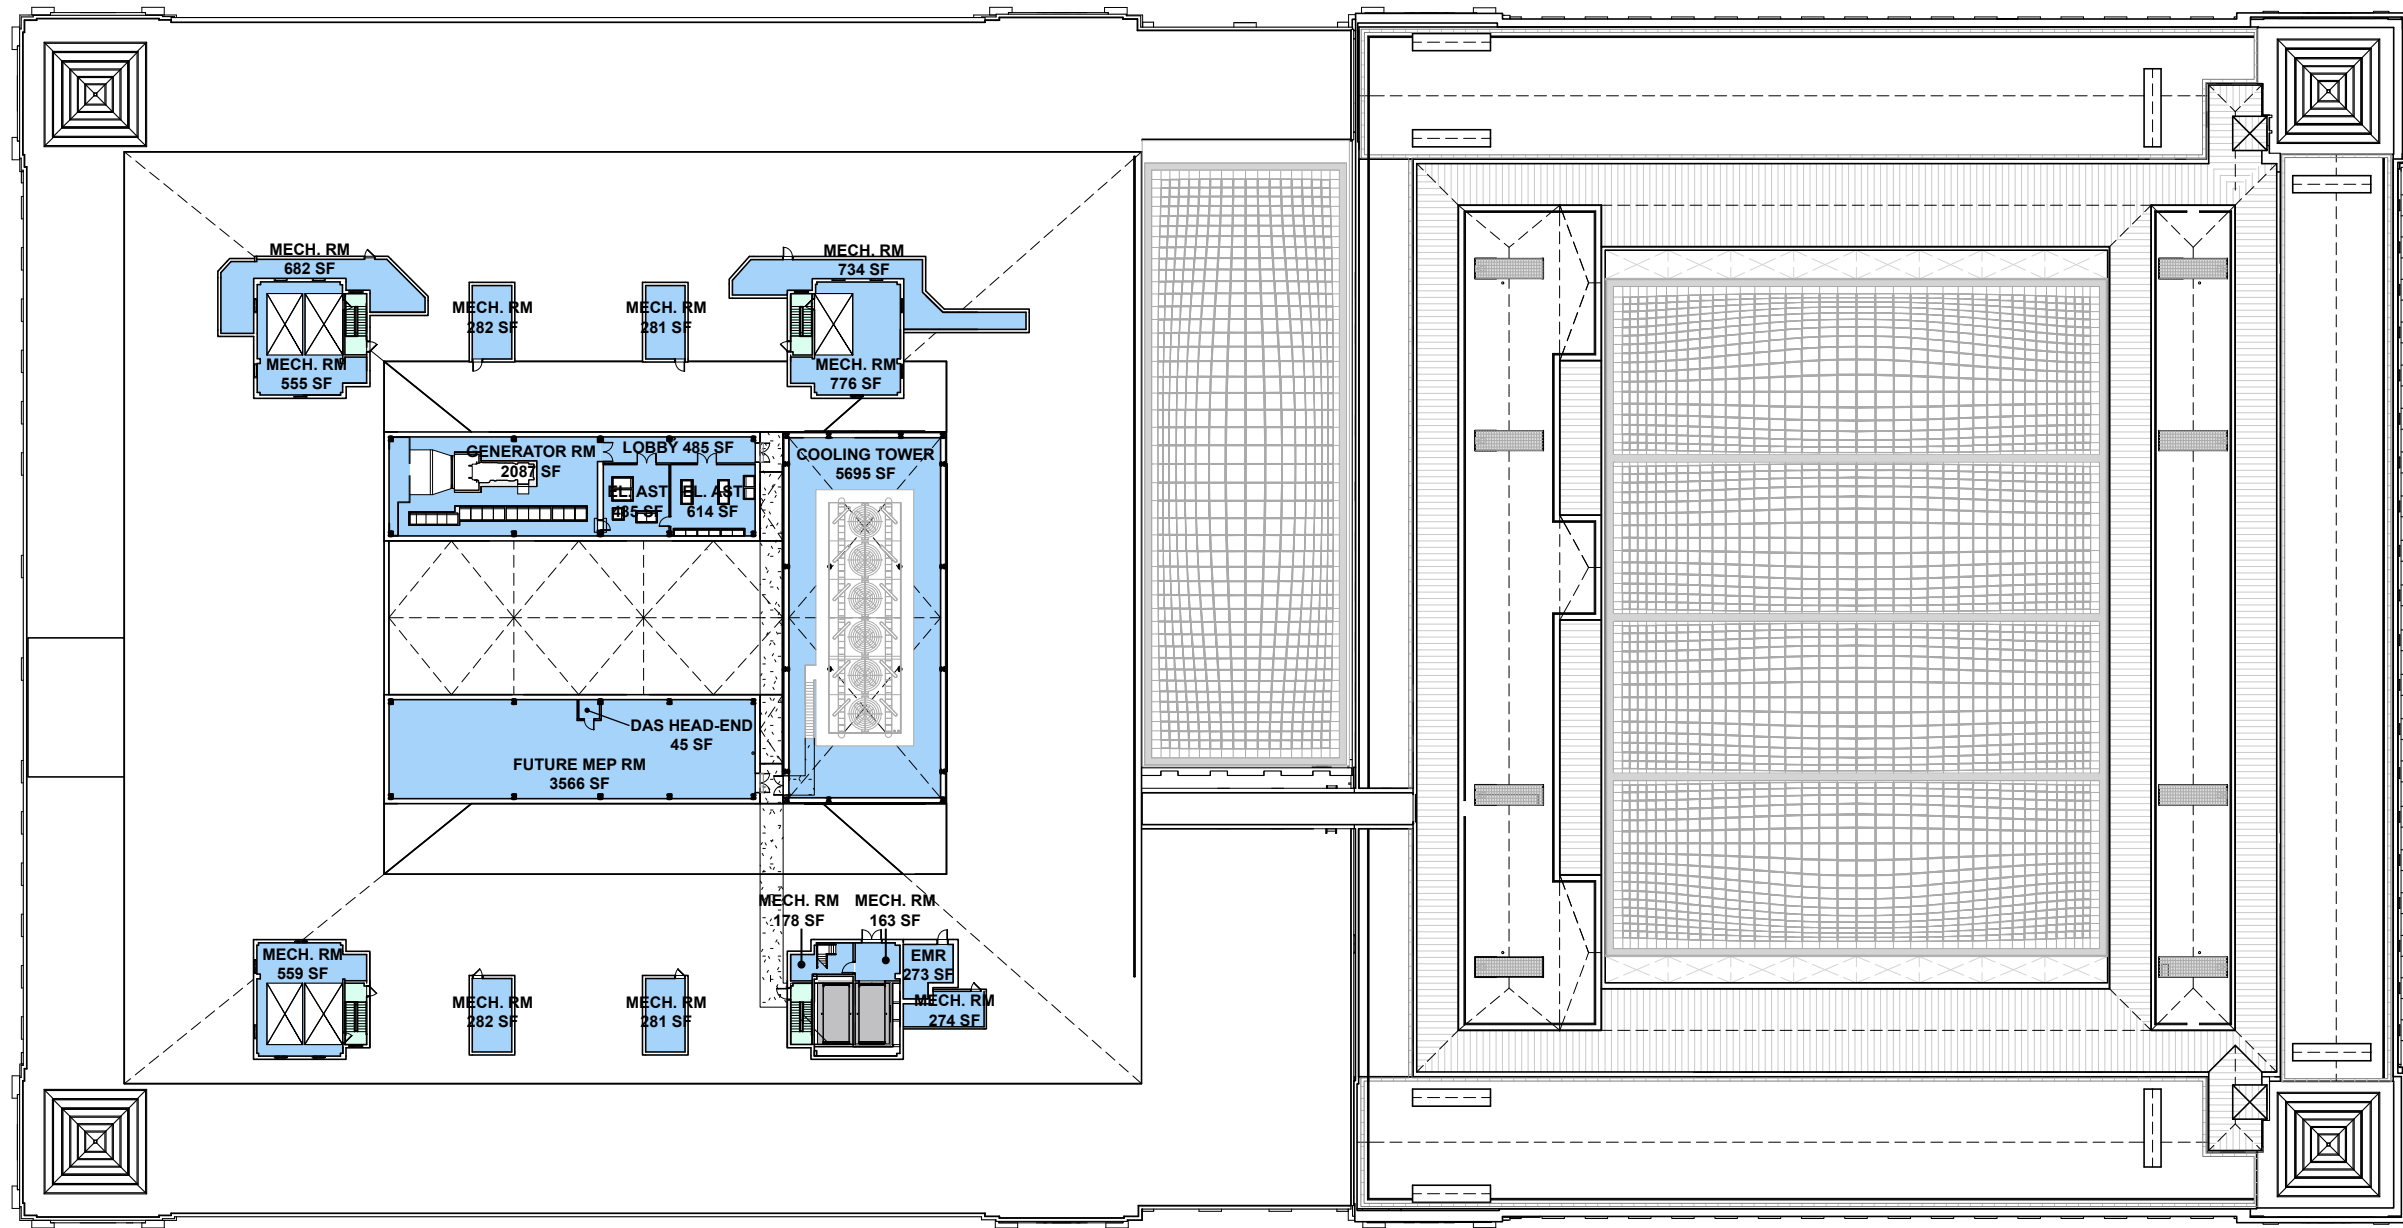 MECH. RM
682 SF
MECH. RM
734 SF
MECH. RM
282 SF
MECH. RM
281 SF
MECH. RM
555 SF
MECH. RM
776 SF
GENERATOR RM
2087 SF
LOBBY 485 SF
COOLING TOWER
5695 SF
EL. AST
485 SF
EL. AST
614 SF
DAS HEAD-END
45 SF
FUTURE MEP RM
3566 SF
MECH. RM
178 SF
MECH. RM
163 SF
MECH. RM
559 SF
EMR
273 SF
MECH. RM
282 SF
MECH. RM
281 SF
MECH. RM
274 SF